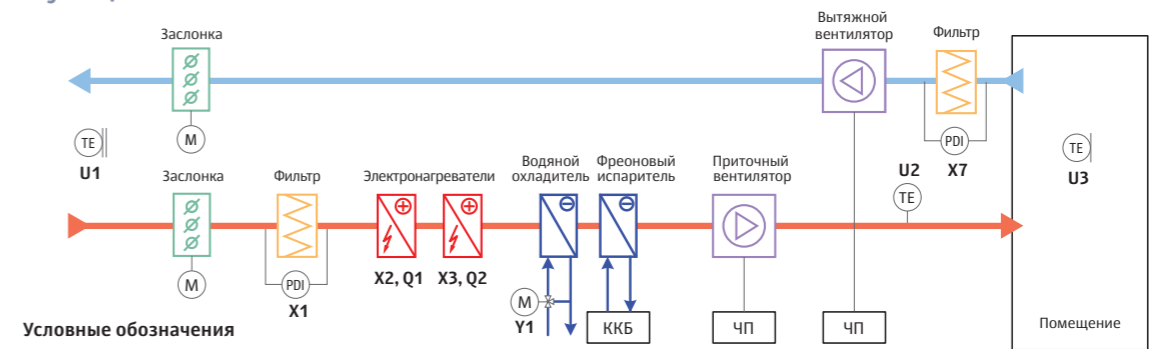 Вытяжной
вентилятор
Фильтр
Заслонка
M
TE
U1
PDI
X7
TE
U3
Заслонка
Фильтр
Электронагреватели
Водяной
охладитель
Фреоновый
испаритель
Приточный
вентилятор
U2
TE
M
PDI
X1
X2, Q1
X3, Q2
M
Y1
ККБ
ЧП
ЧП
Помещение
Условные обозначения